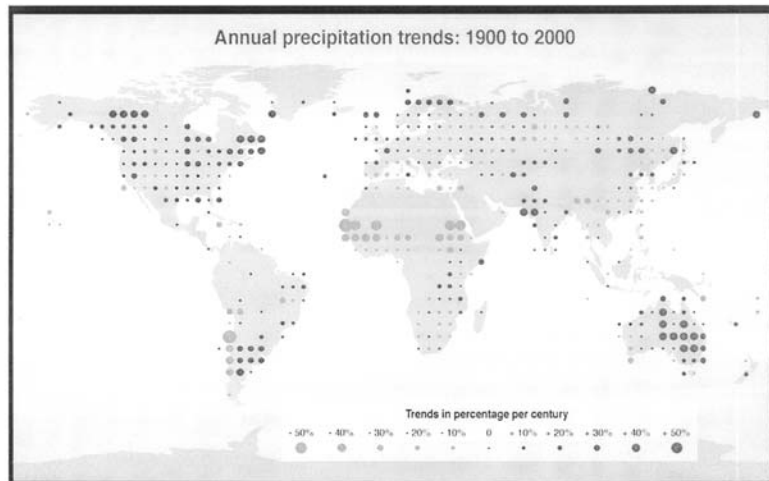 Annual precipitation trends: 1900 to 2000
Trends in percentage per century
- 50% - 40% - 30% - 20% - 10% 0 + 10% + 20% + 30% + 40% + 50%